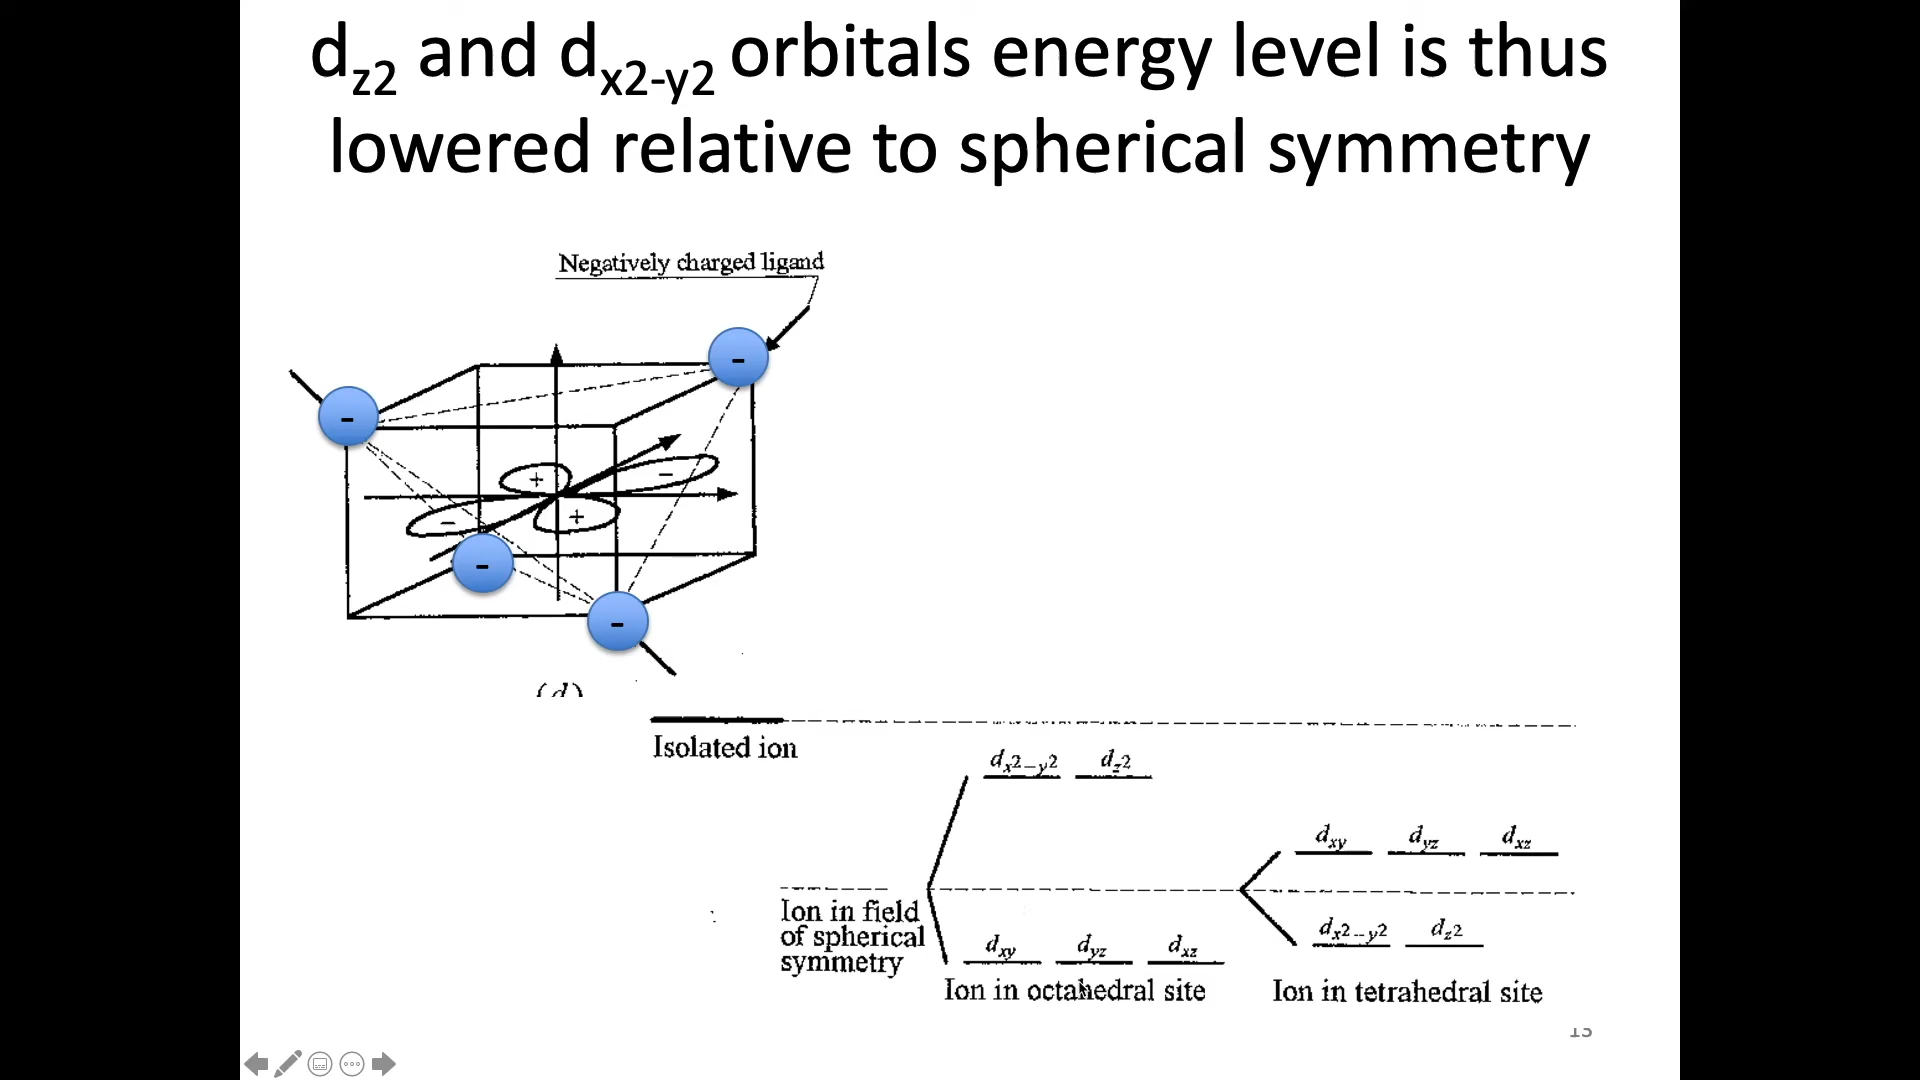 dz2 and dx2-y2 orbitals energy level is thus
lowered relative to spherical symmetry
Negatively charged ligand
-
-
+
-
-
+
-
-
(d)
Isolated ion
dx2-y2 dz2
dxy dyz dxz
Ion in field
of spherical
symmetry
dx2-y2 dz2
dxy dyz dxz
Ion in octahedral site
Ion in tetrahedral site
13